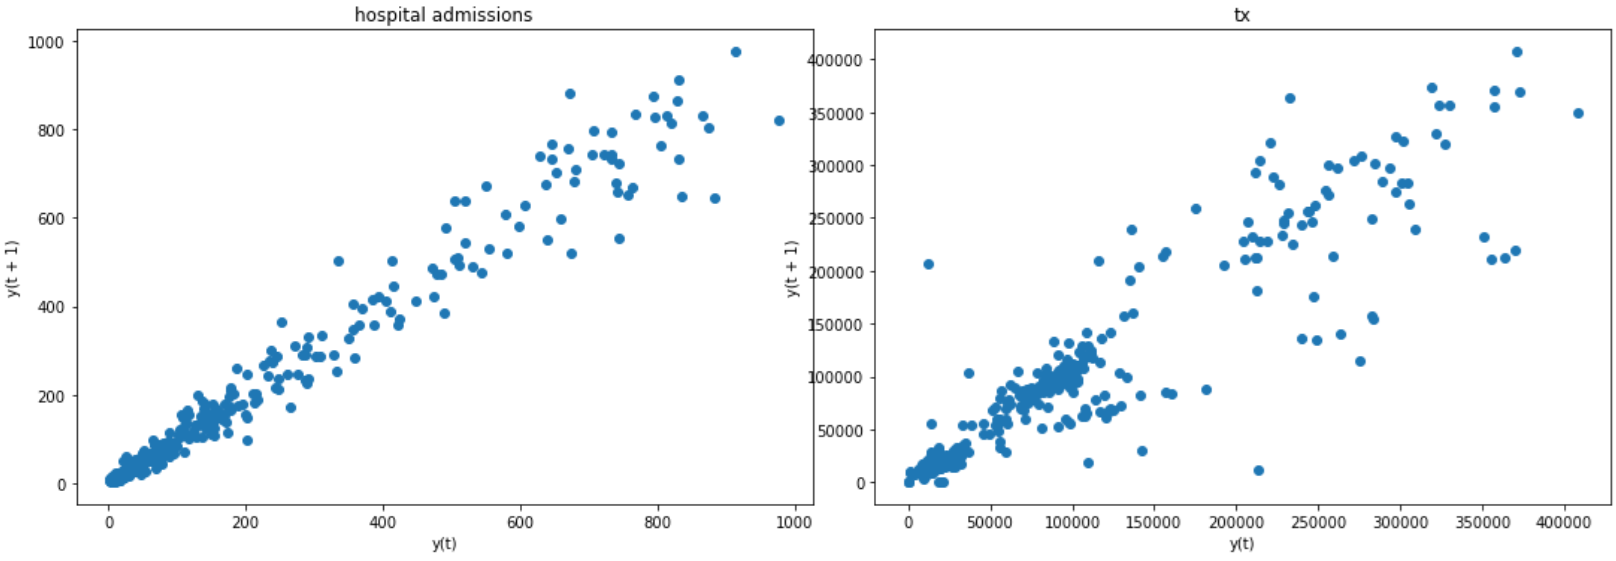 hospital admissions
1000
800
600
400
200
0
y(t + 1)
0 200 400 600 800 1000
y(t)
tx
400000
350000
300000
250000
200000
150000
100000
50000
0
y(t + 1)
0 50000 100000 150000 200000 250000 300000 350000 400000
y(t)